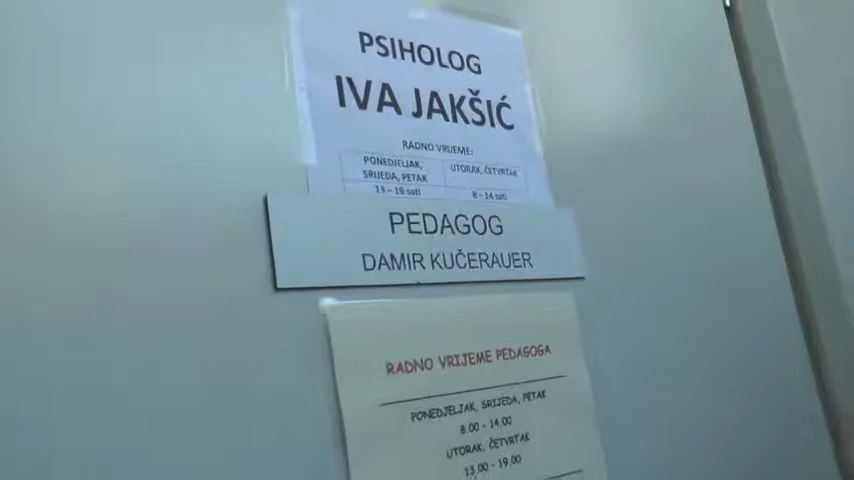 PSIHOLOG
IVA JAKŠIĆ
RADNO VRIJEME:
PONEDJELJAK,
SRIJEDA, PETAK
13 – 19 sati
UTORAK, ČETVRTAK
8 – 14 sati
PEDAGOG
DAMIR KUČERAUER
RADNO VRIJEME PEDAGOGA
PONEDJELJAK, SRIJEDA, PETAK
8.00 - 14.00
UTORAK, ČETVRTAK
13.00 - 19.00